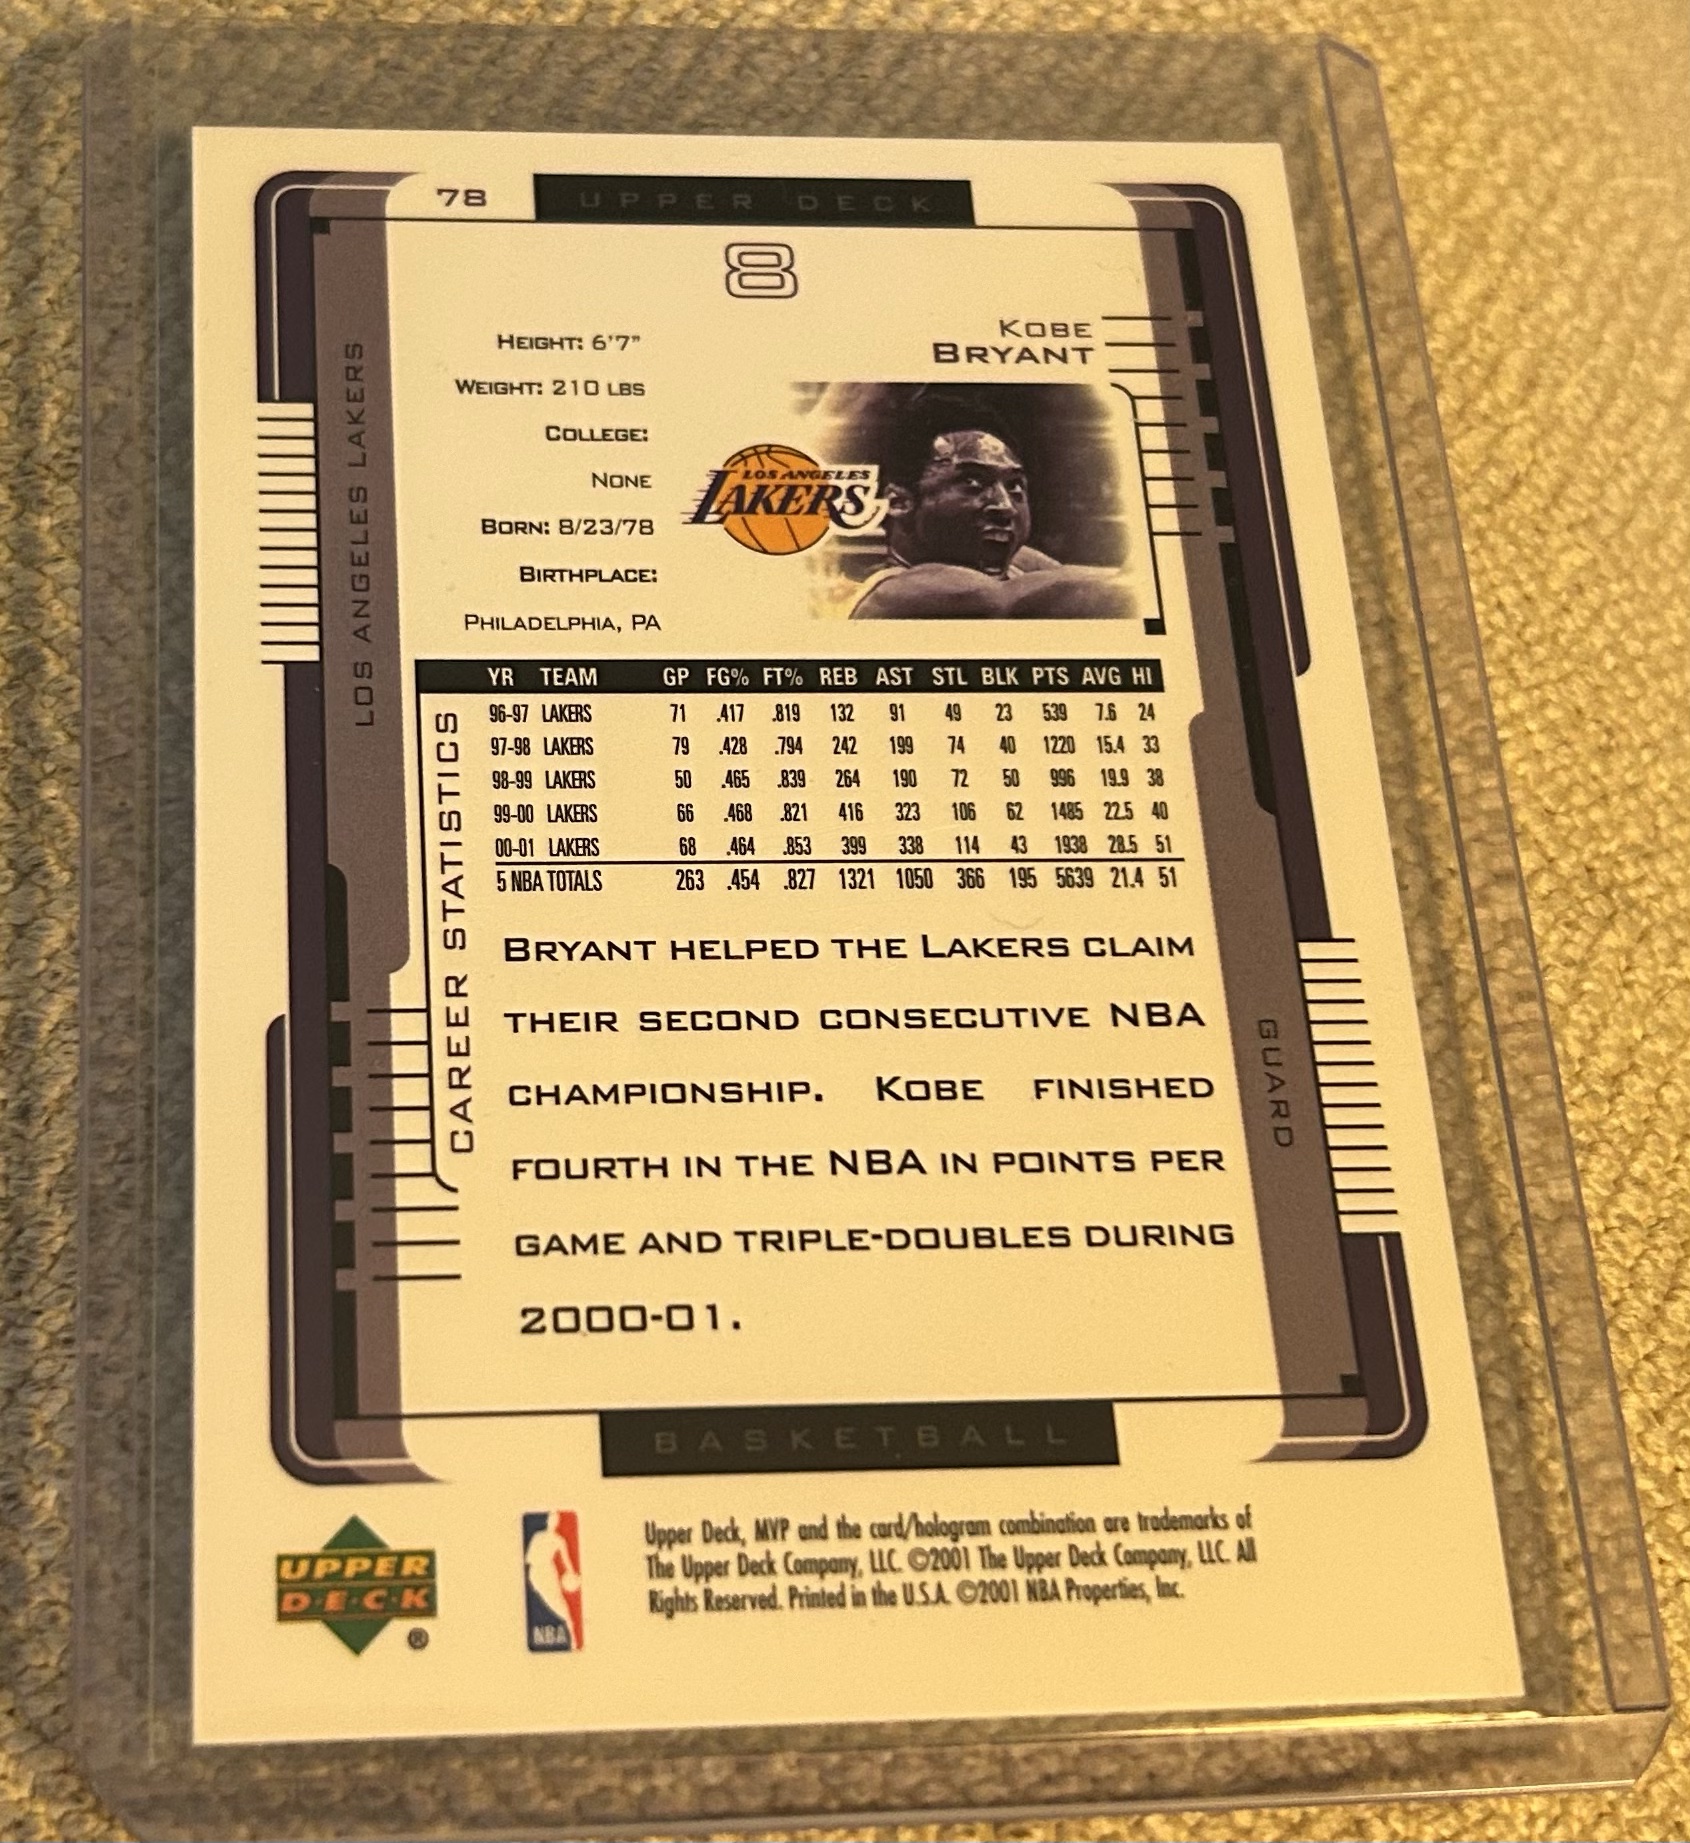 78
UPPER DECK
8
KOBE
BRYANT
HEIGHT: 6'7"
WEIGHT: 210 LBS
COLLEGE:
NONE
BORN: 8/23/78
BIRTHPLACE:
PHILADELPHIA, PA
LOS ANGELES
LAKERS
LOS ANGELES LAKERS
CAREER STATISTICS
YR TEAM GP FG% FT% REB AST STL BLK PTS AVG HI
96-97 LAKERS 71 .417 .819 132 91 49 23 539 7.6 24
97-98 LAKERS 79 .428 .794 242 199 74 40 1220 15.4 33
98-99 LAKERS 50 .465 .839 264 190 72 50 996 19.9 38
99-00 LAKERS 66 .468 .821 416 323 106 62 1485 22.5 40
00-01 LAKERS 68 .464 .853 399 338 114 43 1938 28.5 51
5 NBA TOTALS 263 .454 .827 1321 1050 366 195 5639 21.4 51
BRYANT HELPED THE LAKERS CLAIM
THEIR SECOND CONSECUTIVE NBA
CHAMPIONSHIP. KOBE FINISHED
FOURTH IN THE NBA IN POINTS PER
GAME AND TRIPLE-DOUBLES DURING
2000-01.
GUARD
BASKETBALL
UPPER
D·E·C·K
®
NBA
Upper Deck, MVP and the card/hologram combination are trademarks of
The Upper Deck Company, LLC. ©2001 The Upper Deck Company, LLC. All
Rights Reserved. Printed in the U.S.A. ©2001 NBA Properties, Inc.